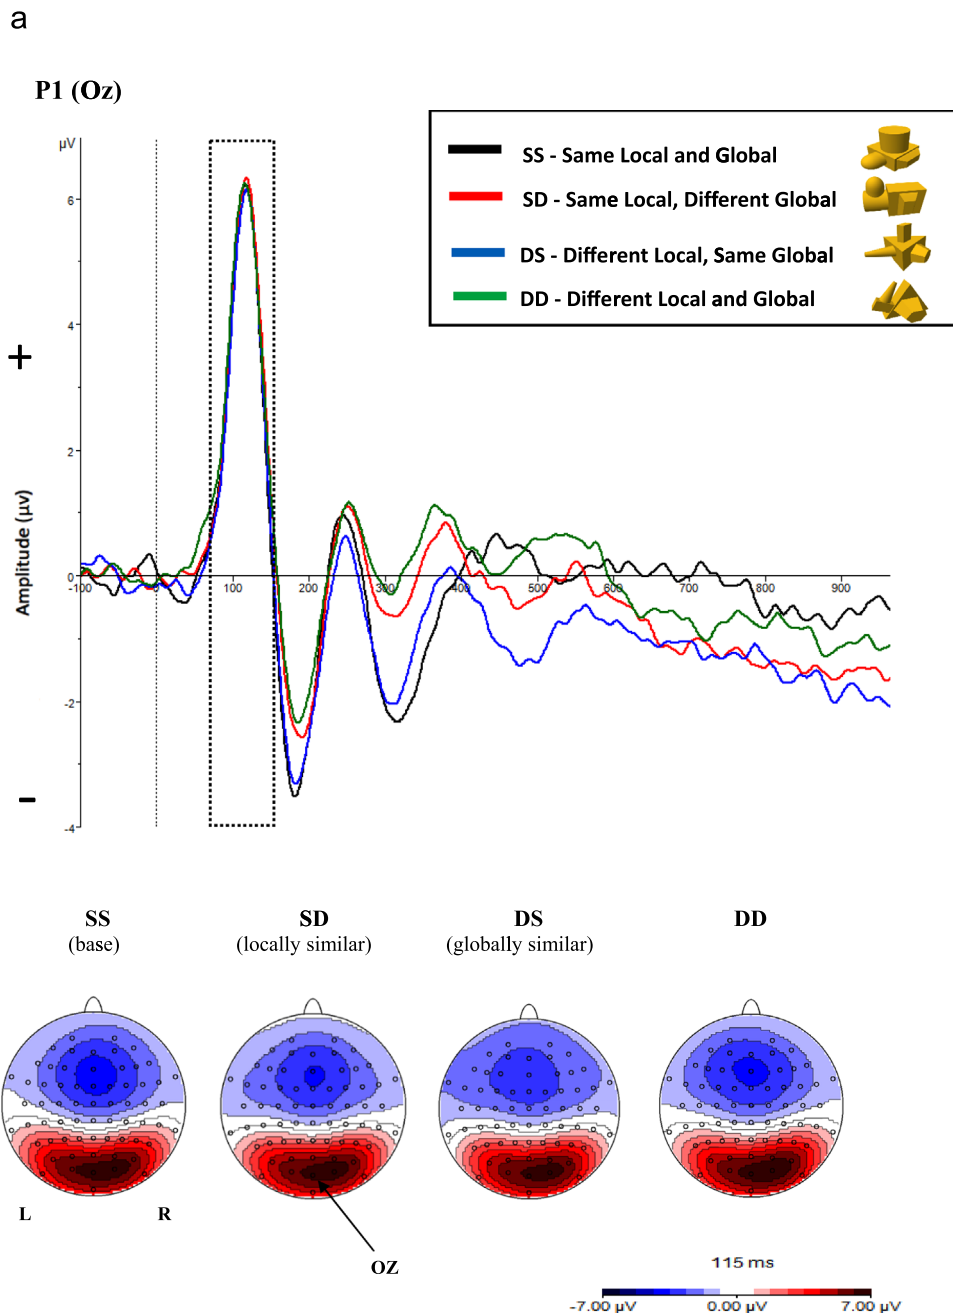 a
P1 (Oz)
µV
SS - Same Local and Global
SD - Same Local, Different Global
DS - Different Local, Same Global
DD - Different Local and Global
6
4
+
2
Amplitude (µv)
0
-100 0 100 200 300 400 500 600 700 800 900
-2
-
-4
SS SD DS DD
(base) (locally similar) (globally similar)
L R
OZ
115 ms
-7.00 µV 0.00 µV 7.00 µV